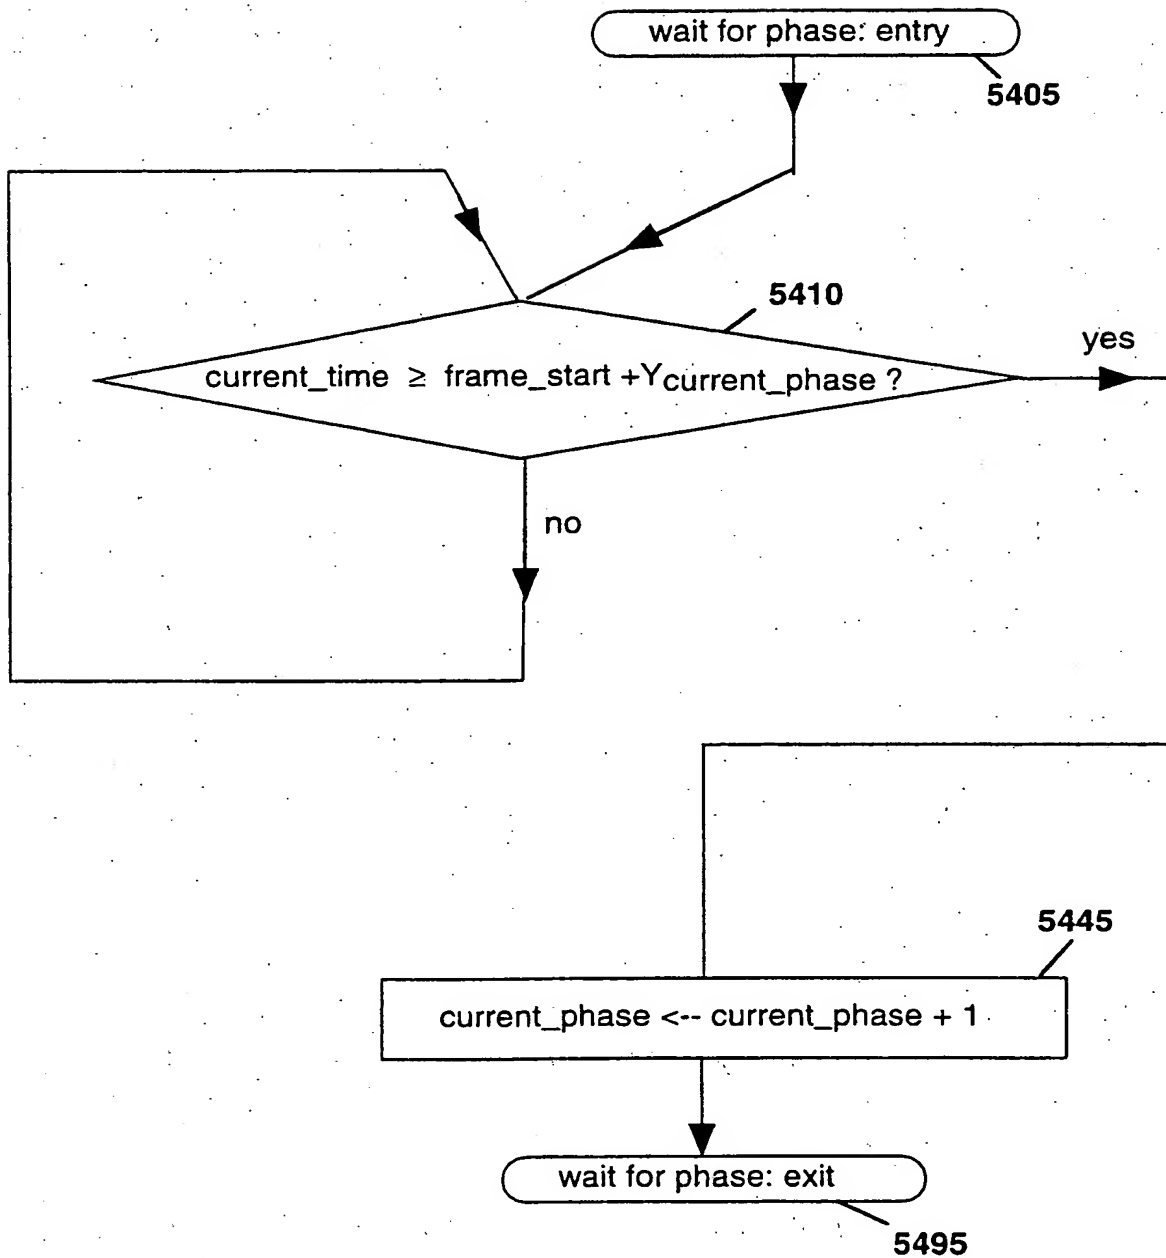 wait for phase: entry
5405
5410
yes
current_time ≥ frame_start +Ycurrent_phase ?
no
5445
current_phase <-- current_phase + 1
wait for phase: exit
5495